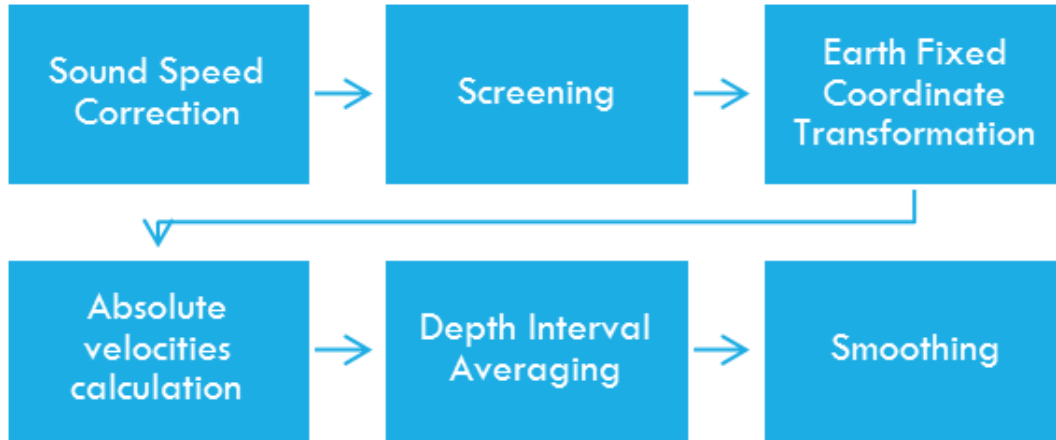 Sound Speed
Correction
Screening
Earth Fixed
Coordinate
Transformation
Absolute
velocities
calculation
Depth Interval
Averaging
Smoothing